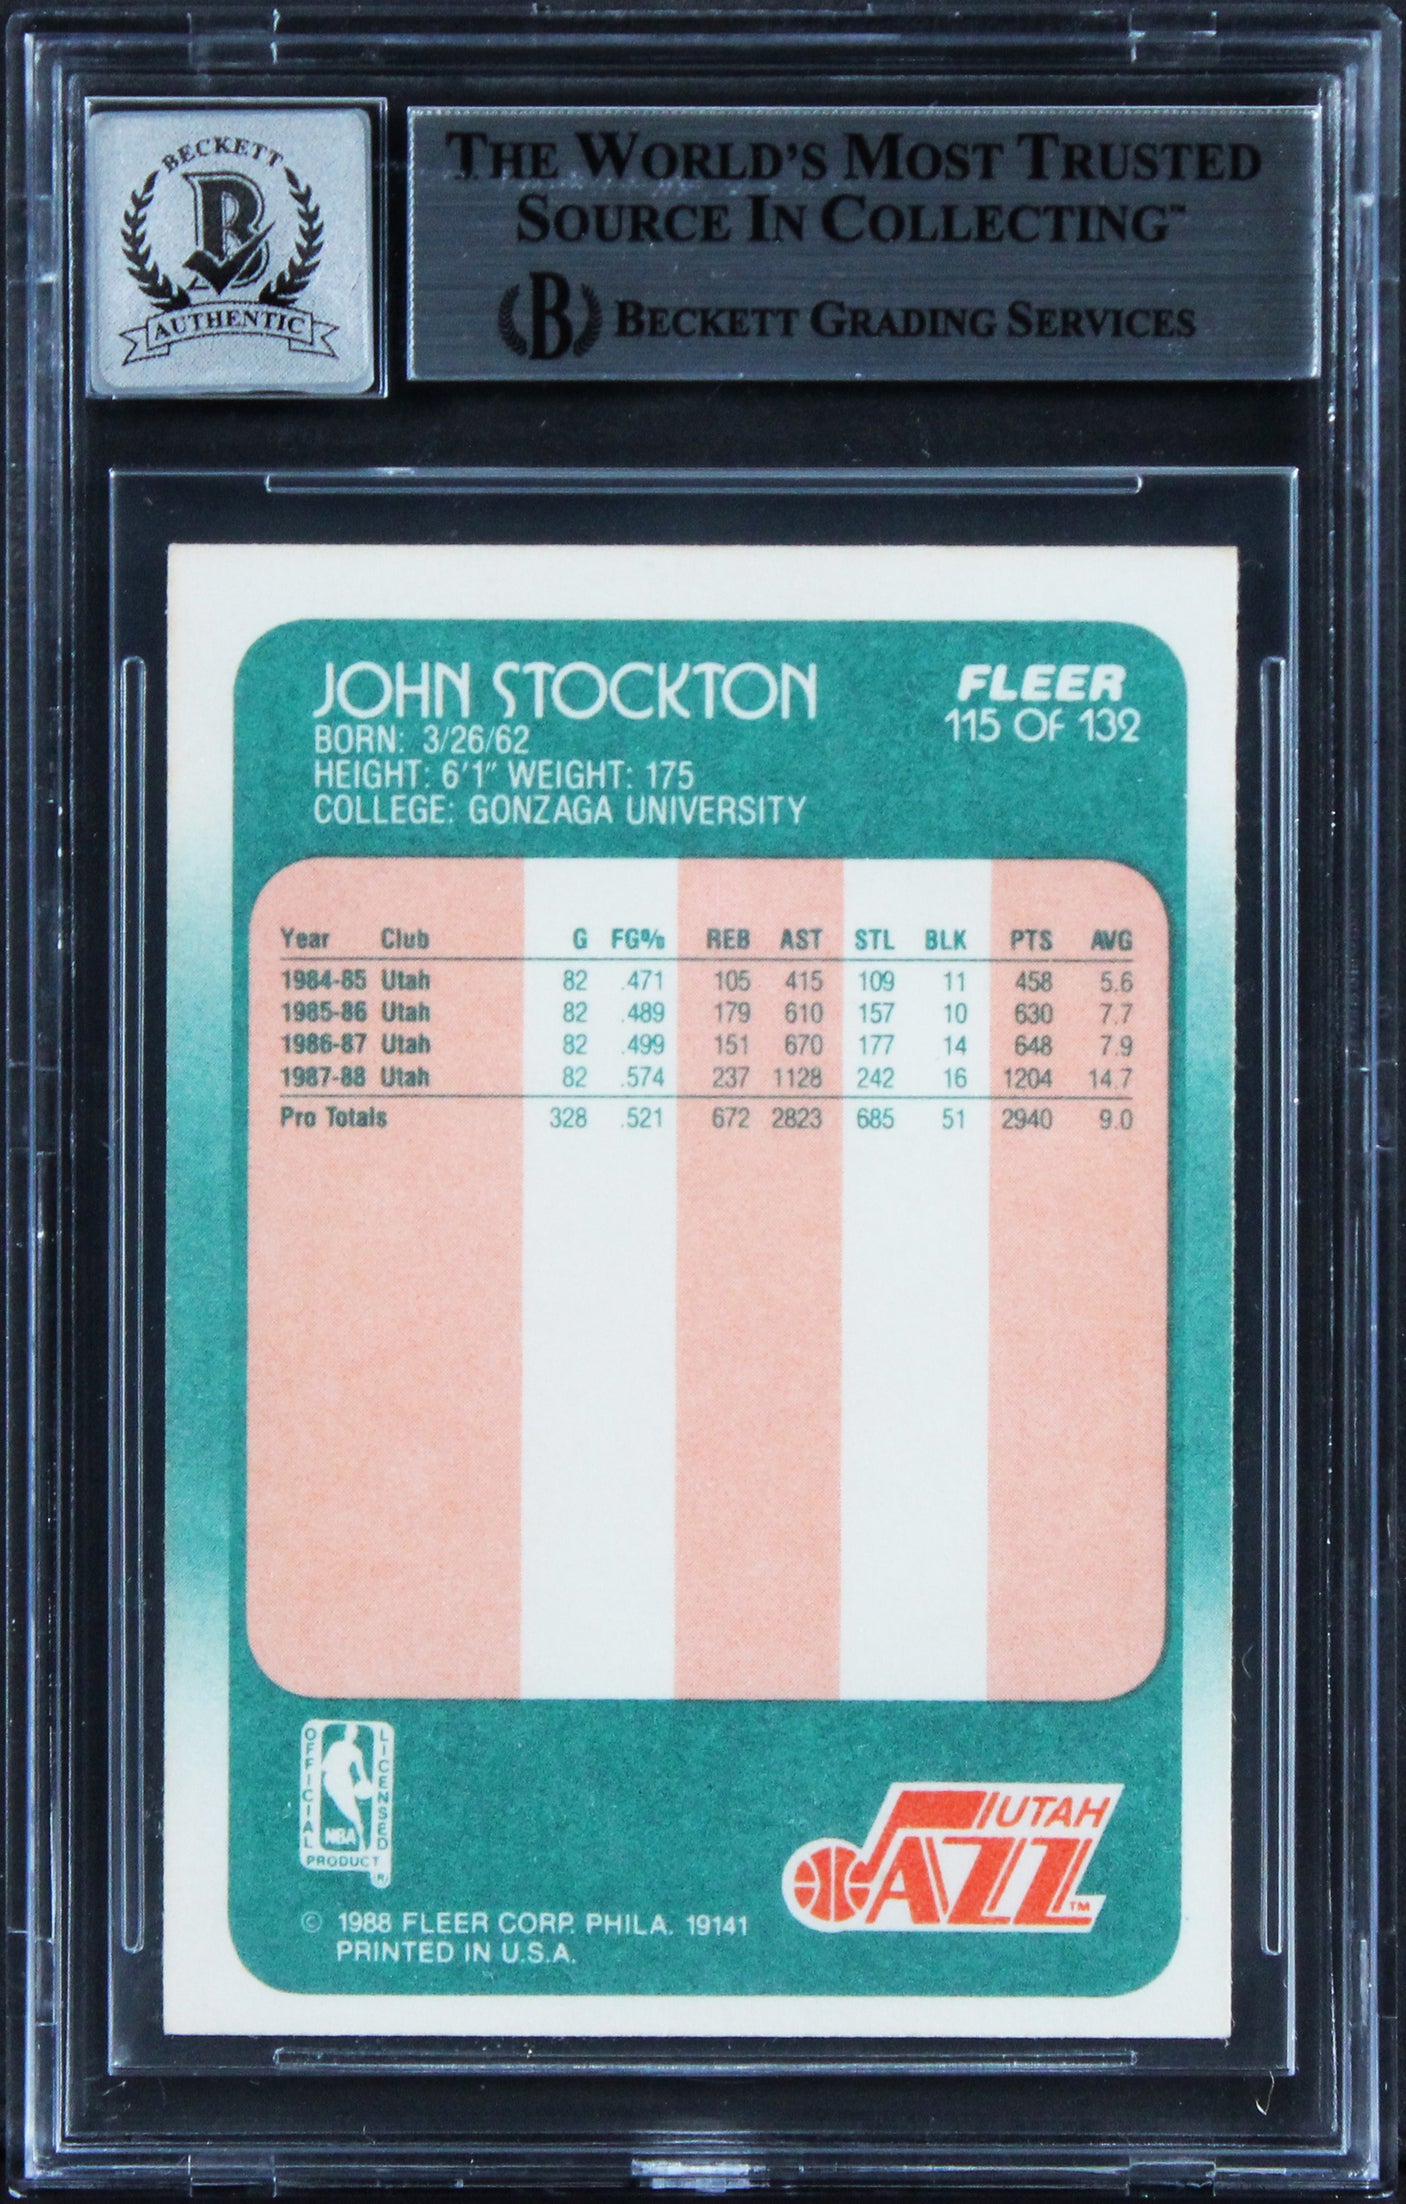 BECKETT
B
AUTHENTIC
THE WORLD'S MOST TRUSTED
SOURCE IN COLLECTING™
B BECKETT GRADING SERVICES
JOHN STOCKTON
BORN: 3/26/62
HEIGHT: 6'1" WEIGHT: 175
COLLEGE: GONZAGA UNIVERSITY
FLEER
115 OF 132
Year Club G FG% REB AST STL BLK PTS AVG
1984-85 Utah 82 .471 105 415 109 11 458 5.6
1985-86 Utah 82 .489 179 610 157 10 630 7.7
1986-87 Utah 82 .499 151 670 177 14 648 7.9
1987-88 Utah 82 .574 237 1128 242 16 1204 14.7
Pro Totals 328 .521 672 2823 685 51 2940 9.0
OFFICIAL
LICENSED
NBA
PRODUCT
®
UTAH
JAZZ™
© 1988 FLEER CORP. PHILA. 19141
PRINTED IN U.S.A.